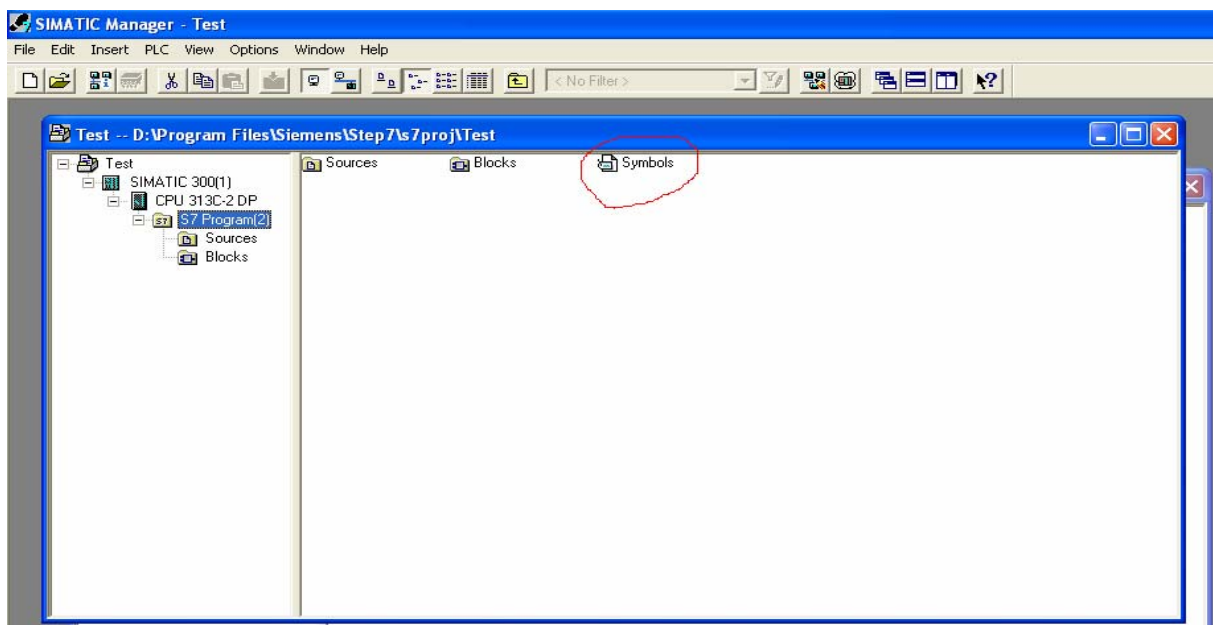 SIMATIC Manager - Test
File Edit Insert PLC View Options Window Help
< No Filter >
Test -- D:\Program Files\Siemens\Step7\s7proj\Test
Test
SIMATIC 300(1)
CPU 313C-2 DP
S7 Program(2)
Sources
Blocks
Sources Blocks Symbols